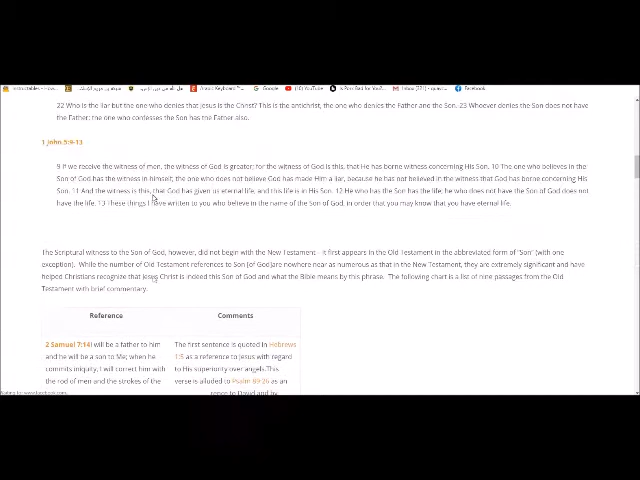 Google
YouTube
Facebook
22 Who is the liar but the one who denies that Jesus is the Christ? This is the antichrist, the one who denies the Father and the Son. 23 Whoever denies the Son does not have
the Father; the one who confesses the Son has the Father also.
1 John 5:9-13
9 If we receive the witness of men, the witness of God is greater; for the witness of God is this, that He has borne witness concerning His Son. 10 The one who believes in the
Son of God has the witness in himself; the one who does not believe God has made Him a liar, because he has not believed in the witness that God has borne concerning His
Son. 11 And the witness is this, that God has given us eternal life, and this life is in His Son. 12 He who has the Son has the life; he who does not have the Son of God does not
have the life. 13 These things I have written to you who believe in the name of the Son of God, in order that you may know that you have eternal life.
The Scriptural witness to the Son of God, however, did not begin with the New Testament - it first appears in the Old Testament in the abbreviated form of "Son" (with one
exception). While the number of Old Testament references to Son [of God]are nowhere near as numerous as that in the New Testament, they are extremely significant and have
helped Christians recognize that Jesus Christ is indeed this Son of God and what the Bible means by this phrase. The following chart is a list of nine passages from the Old
Testament with brief commentary.
Reference
Comments
2 Samuel 7:14I will be a father to him
and he will be a son to Me; when he
commits iniquity, I will correct him with
the rod of men and the strokes of the
The first sentence is quoted in Hebrews
1:5 as a reference to Jesus with regard
to His superiority over angels.This
verse is alluded to Psalm 89:26 as an
rence to David and by